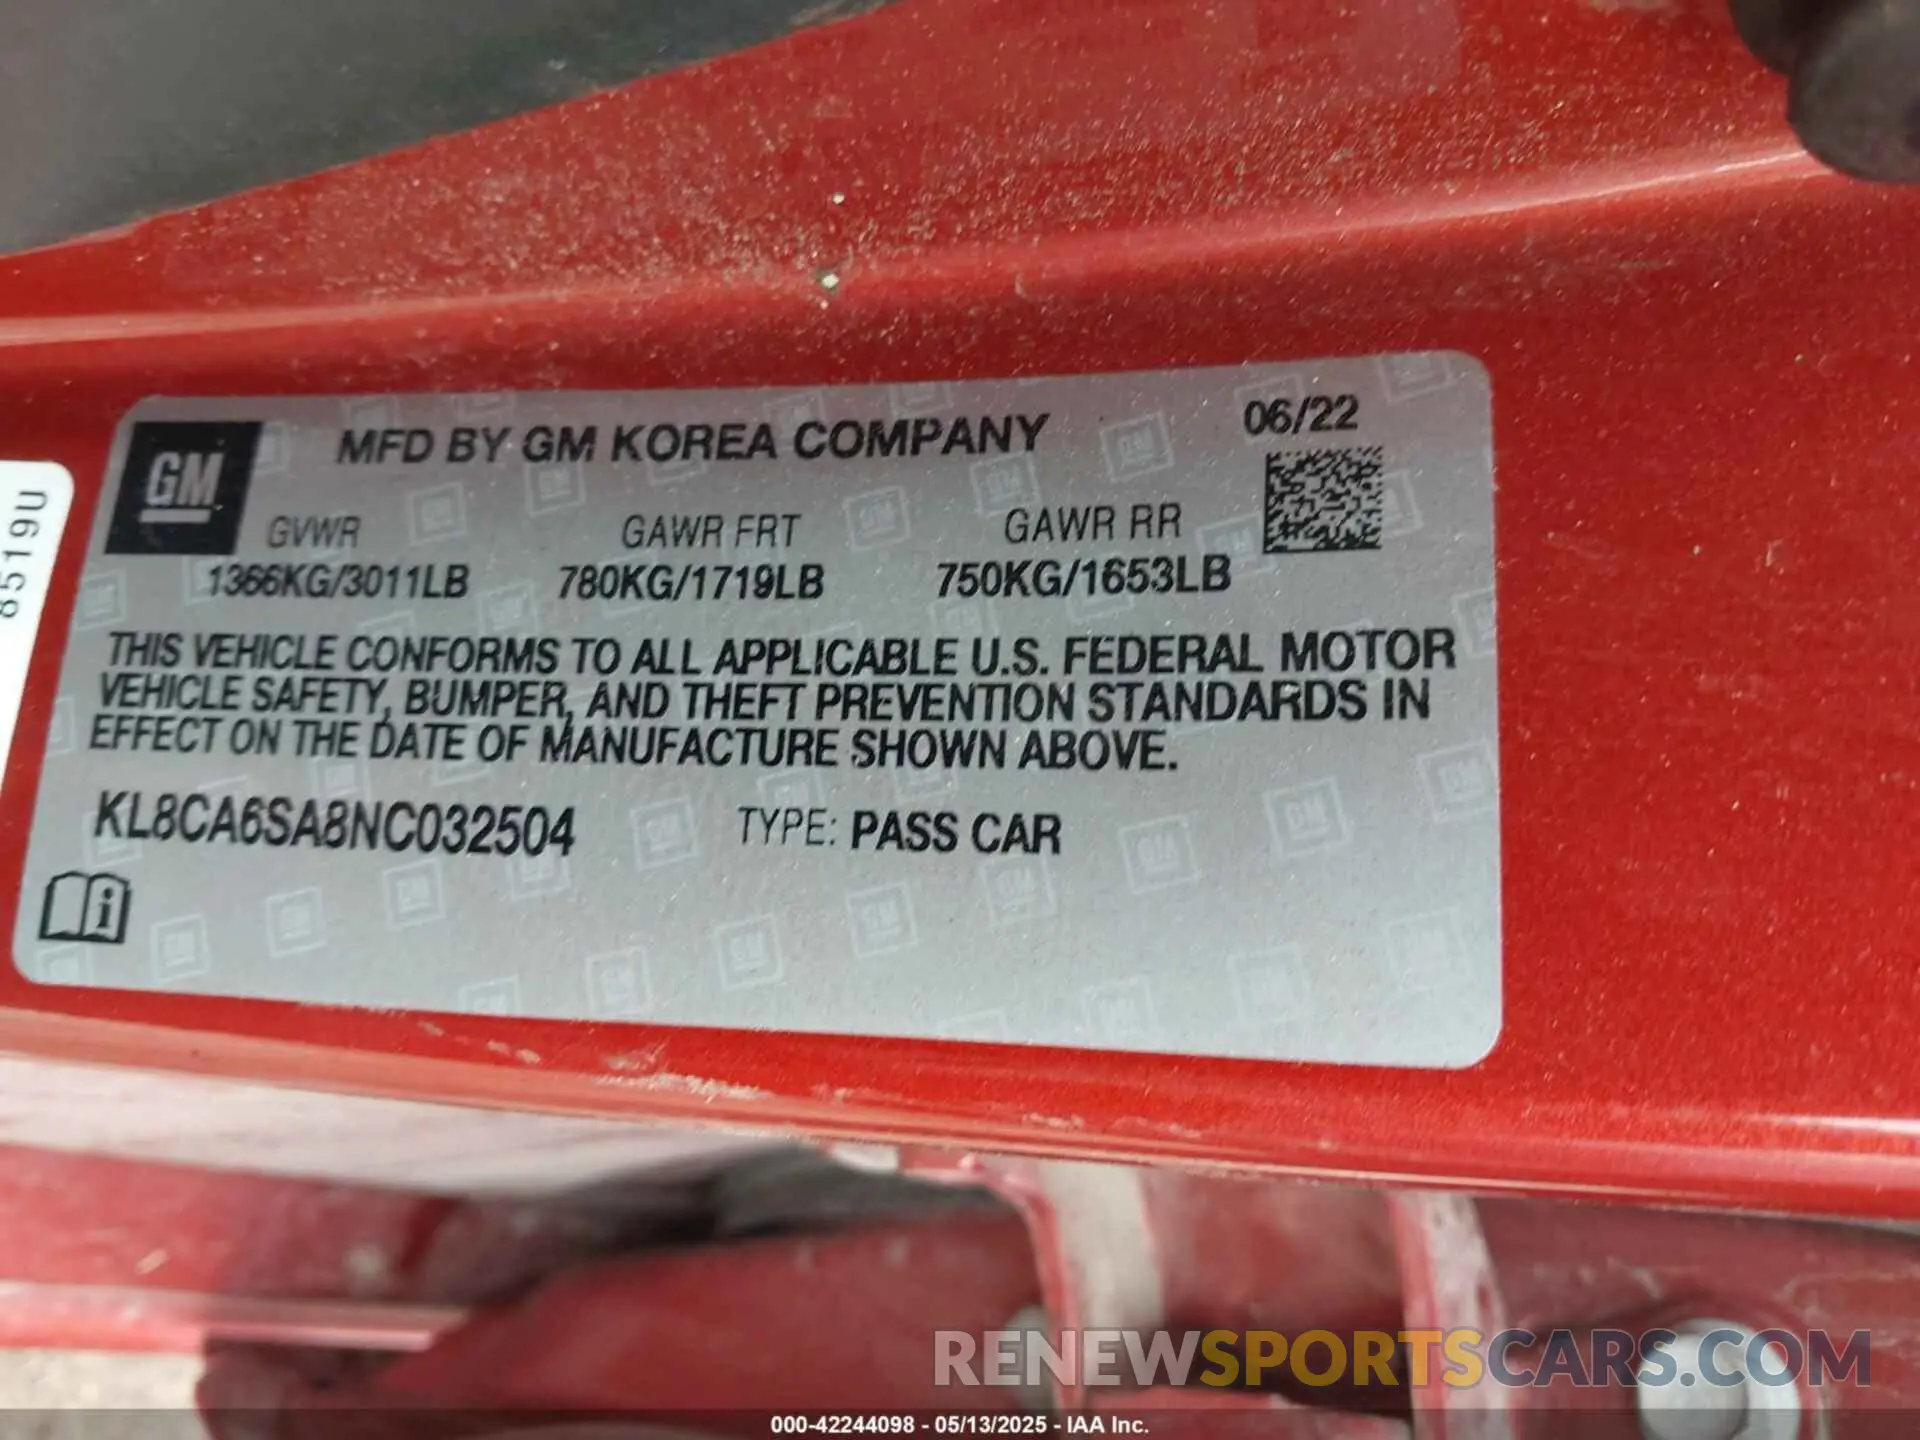 GM
MFD BY GM KOREA COMPANY
06/22
GVWR GAWR FRT GAWR RR
1366KG/3011LB 780KG/1719LB 750KG/1653LB
THIS VEHICLE CONFORMS TO ALL APPLICABLE U.S. FEDERAL MOTOR
VEHICLE SAFETY, BUMPER, AND THEFT PREVENTION STANDARDS IN
EFFECT ON THE DATE OF MANUFACTURE SHOWN ABOVE.
KL8CA6SA8NC032504 TYPE: PASS CAR
8519U
RENEWSPORTSCARS.COM
000-42244098 - 05/13/2025 - IAA Inc.